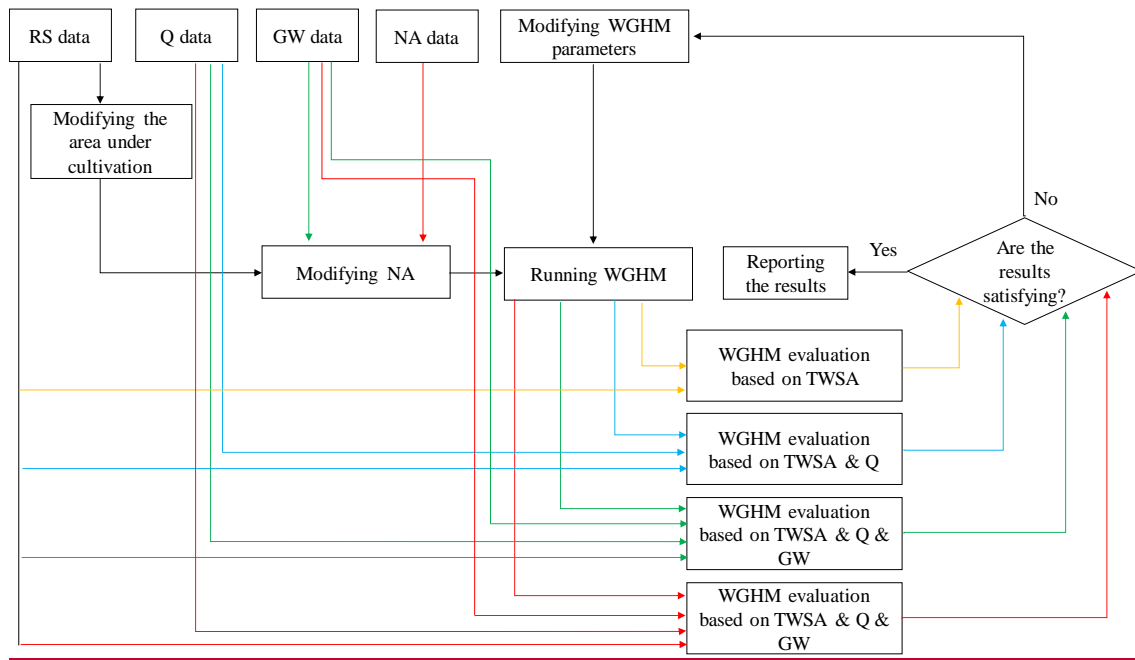 RS data
Q data
GW data
NA data
Modifying WGHM
parameters
Modifying the
area under
cultivation
No
Yes
Are the
results
satisfying?
Modifying NA
Running WGHM
Reporting
the results
WGHM evaluation
based on TWSA
WGHM evaluation
based on TWSA & Q
WGHM evaluation
based on TWSA & Q &
GW
WGHM evaluation
based on TWSA & Q &
GW